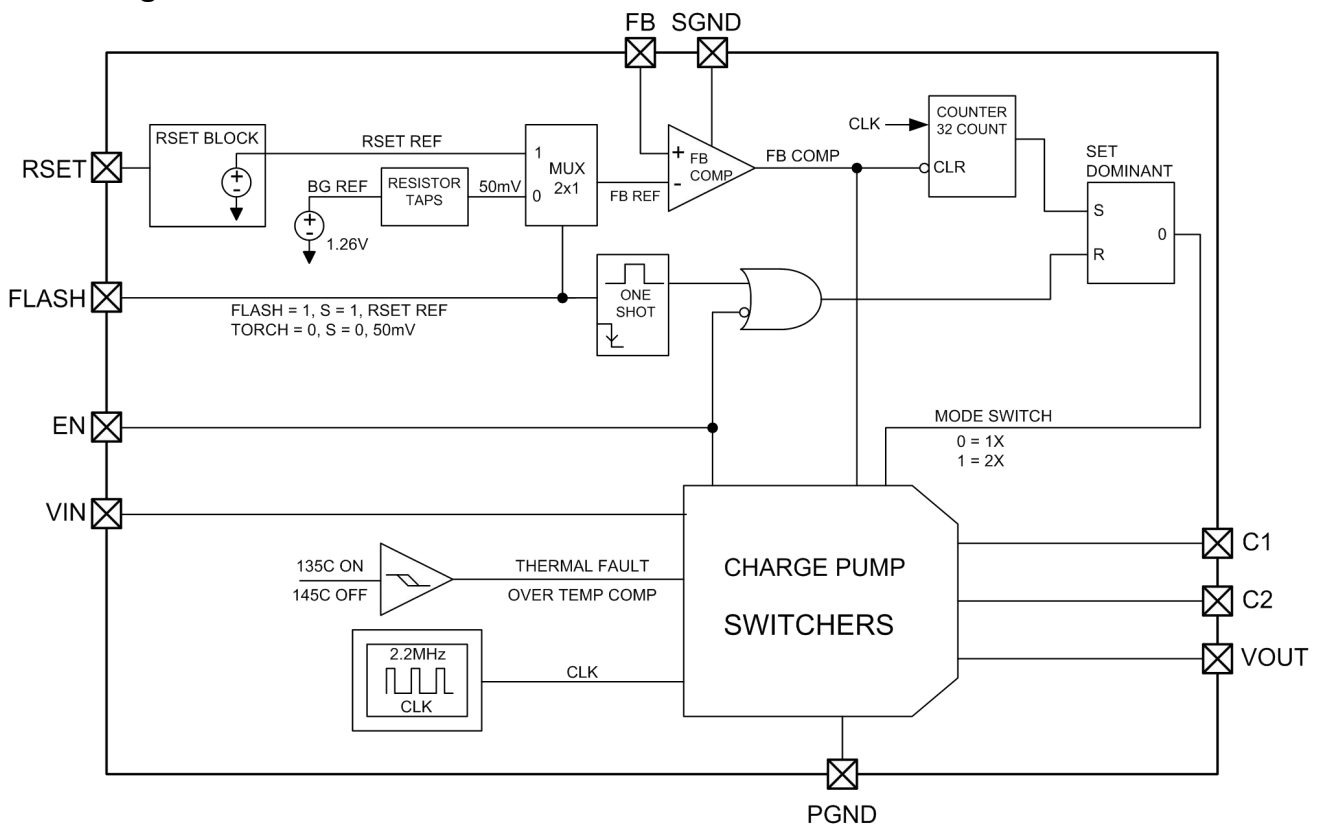 FB SGND
RSET
RSET BLOCK
+
-
RSET REF
BG REF
+
-
1.26V
RESISTOR
TAPS
50mV
1
0
MUX
2x1
FB REF
+
-
FB
COMP
FB COMP
CLK
COUNTER
32 COUNT
CLR
SET
DOMINANT
S
R
0
FLASH
FLASH = 1, S = 1, RSET REF
TORCH = 0, S = 0, 50mV
ONE
SHOT
EN
MODE SWITCH
0 = 1X
1 = 2X
VIN
135C ON
145C OFF
THERMAL FAULT
OVER TEMP COMP
2.2MHz
CLK
CLK
CHARGE PUMP
SWITCHERS
C1
C2
VOUT
PGND